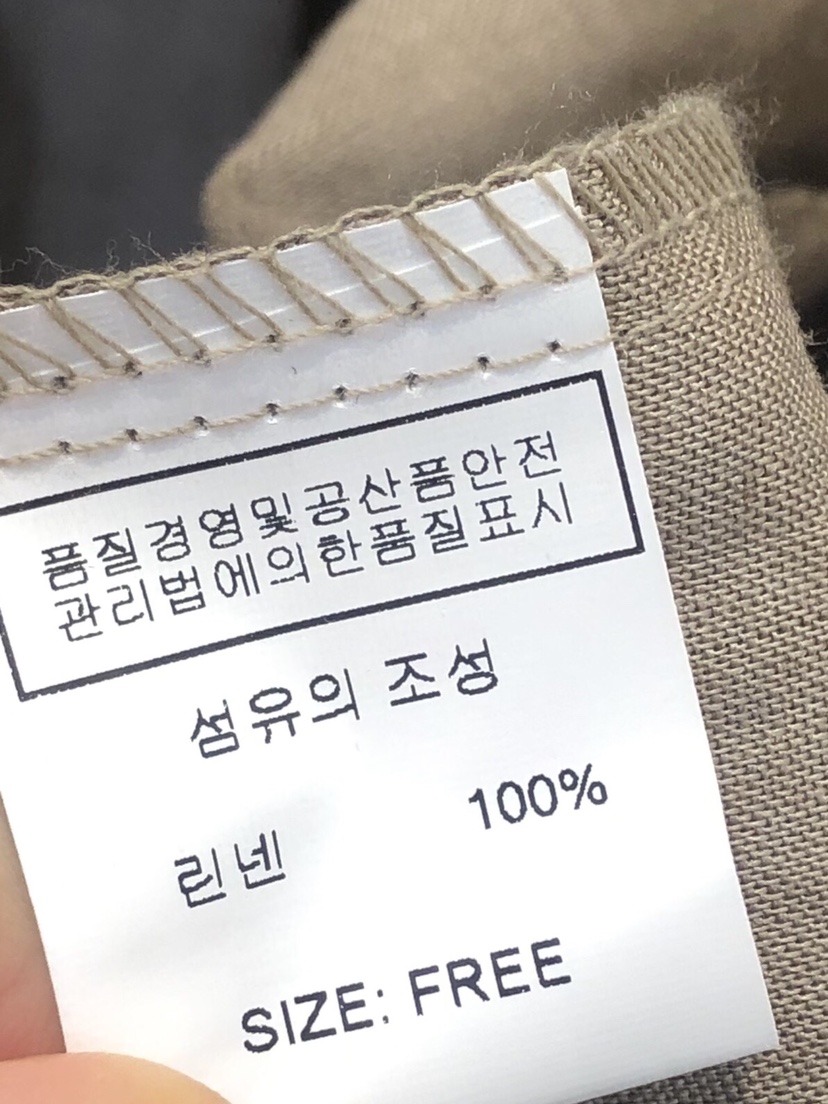 품질경영및공산품안전
관리법에의한품질표시
섬유의 조성
린넨 100%
SIZE: FREE